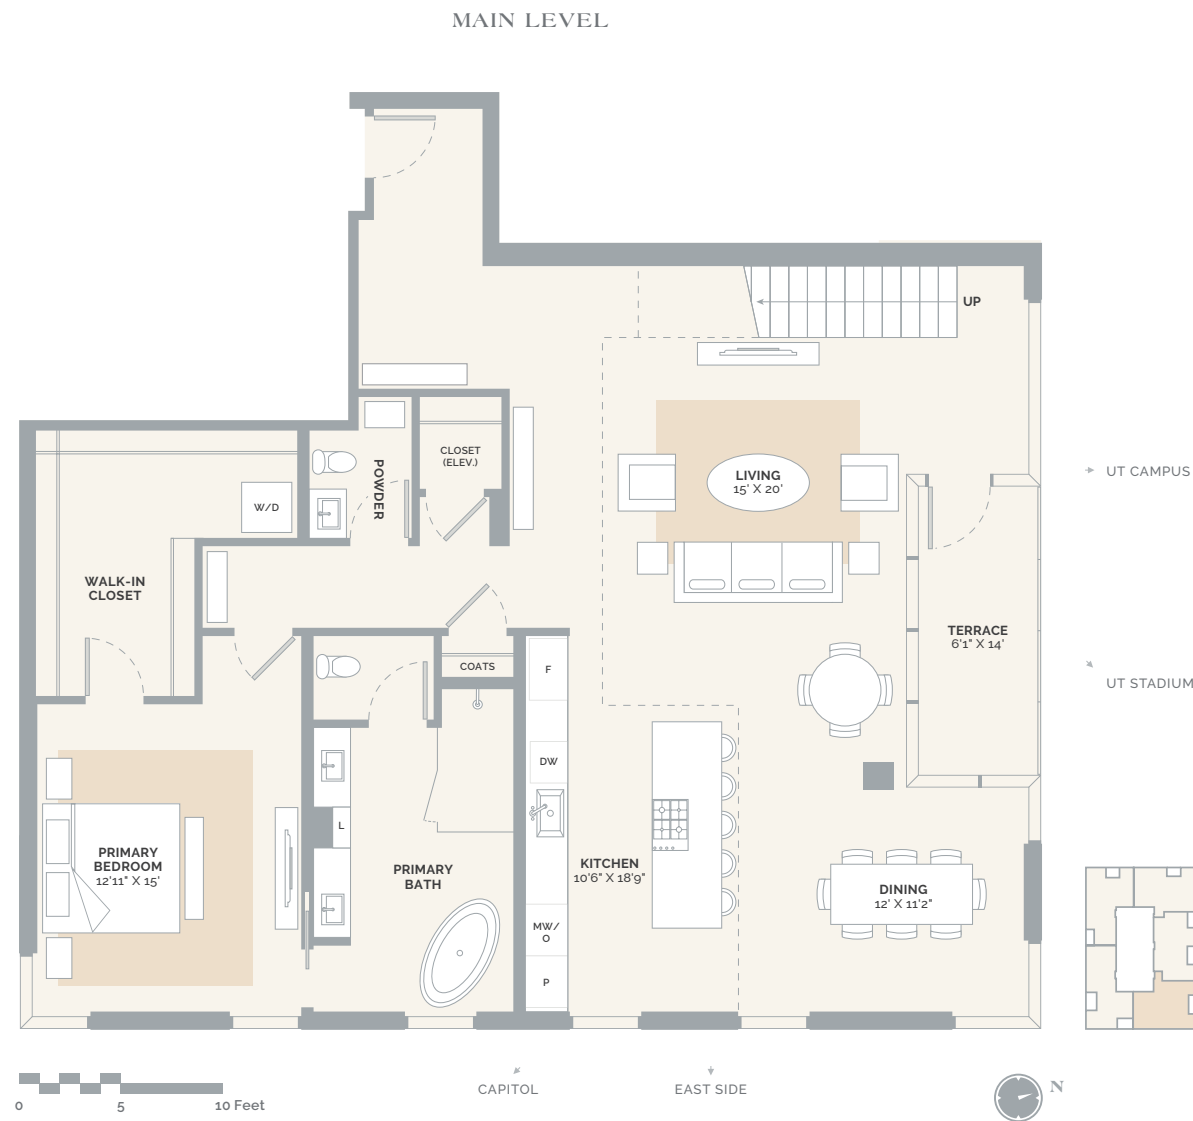 MAIN LEVEL
UP
CLOSET
(ELEV.)
POWDER
LIVING
15' X 20'
UT CAMPUS
W/D
WALK-IN
CLOSET
TERRACE
6'1" X 14'
COATS
F
UT STADIUM
DW
L
PRIMARY
BEDROOM
12'11" X 15'
PRIMARY
BATH
KITCHEN
10'6" X 18'9"
DINING
12' X 11'2"
MW/
O
P
CAPITOL
EAST SIDE
N
0 5 10 Feet